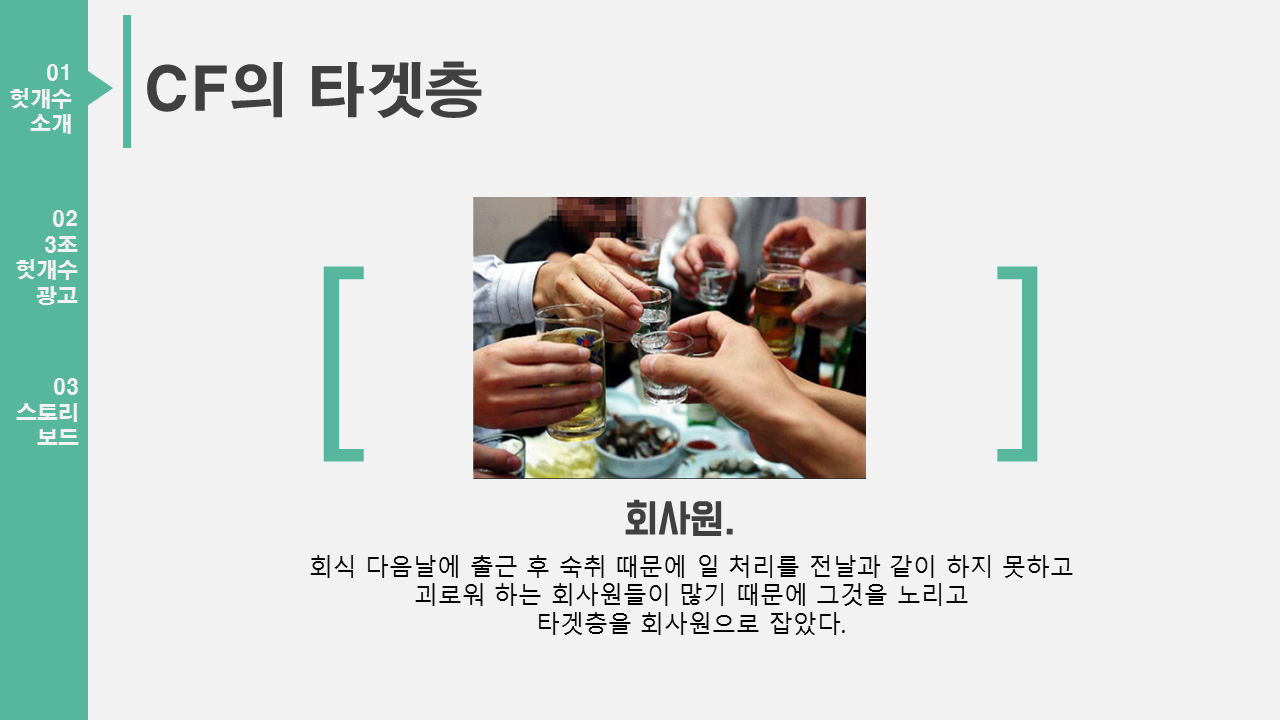 01
헛개수
소개
02
3조
헛개수
광고
03
스토리
보드
CF의 타겟층
회사원.
회식 다음날에 출근 후 숙취 때문에 일 처리를 전날과 같이 하지 못하고
괴로워 하는 회사원들이 많기 때문에 그것을 노리고
타겟층을 회사원으로 잡았다.